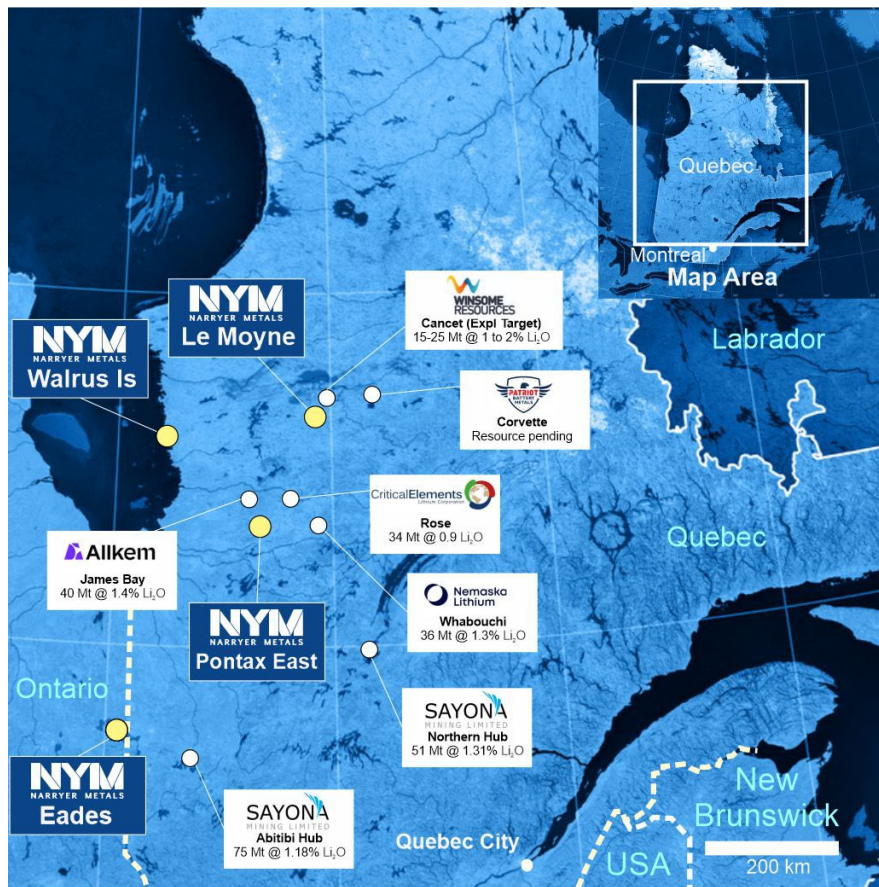 Quebec
Montreal
Map Area
NYM
NARRYER METALS
Le Moyne
WINSOME
RESOURCES
Cancet (Expl Target)
15-25 Mt @ 1 to 2% Li₂O
NYM
NARRYER METALS
Walrus Is
Labrador
PATRIOT
BATTERY METALS
Corvette
Resource pending
CriticalElements
Lithium Corporation
Rose
34 Mt @ 0.9 Li₂O
Quebec
Allkem
James Bay
40 Mt @ 1.4% Li₂O
Nemaska
Lithium
Whabouchi
36 Mt @ 1.3% Li₂O
NYM
NARRYER METALS
Pontax East
Ontario
SAYONA
MINING LIMITED
Northern Hub
51 Mt @ 1.31% Li₂O
NYM
NARRYER METALS
Eades
SAYONA
MINING LIMITED
Abitibi Hub
75 Mt @ 1.18% Li₂O
Quebec City
New
Brunswick
USA
200 km